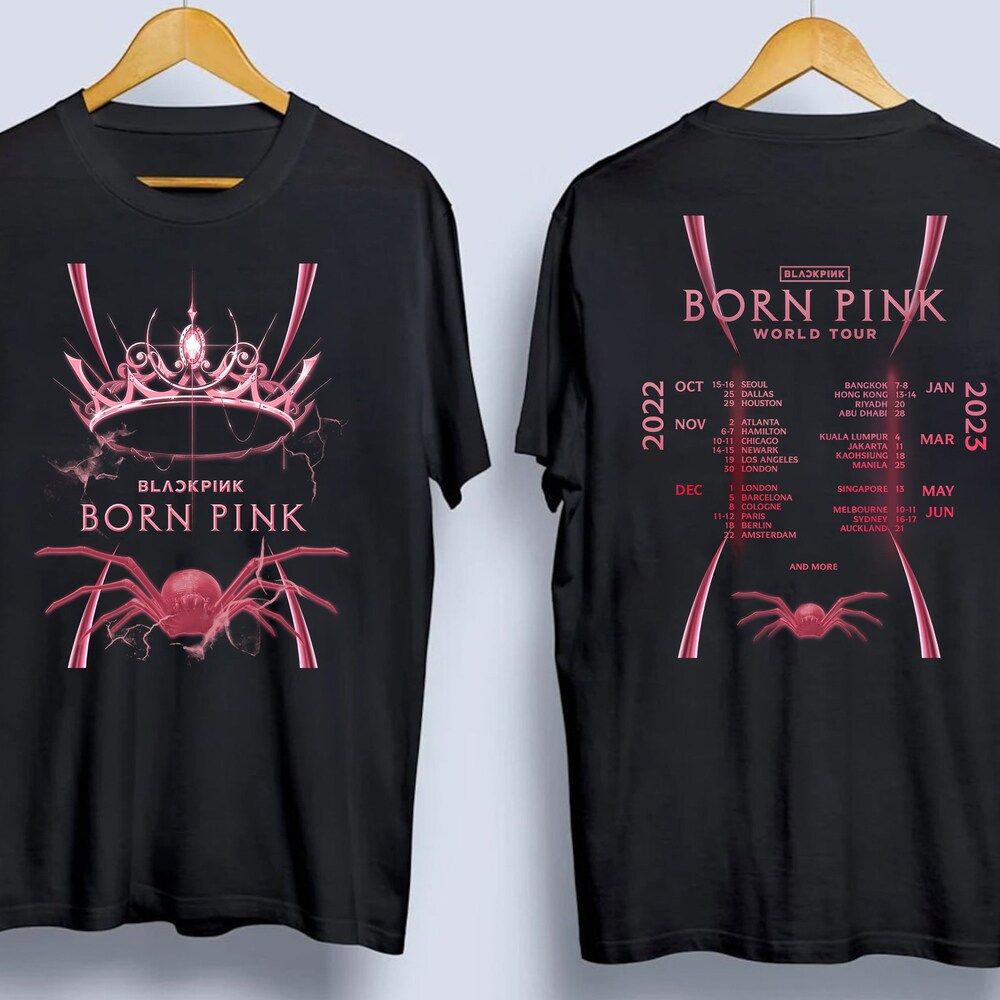 BLΛƆKPIИK
BORN PINK
BLΛƆKPIИK
BORN PINK
WORLD TOUR
2022
OCT 15-16 SEOUL
25 DALLAS
29 HOUSTON
NOV 2 ATLANTA
6-7 HAMILTON
10-11 CHICAGO
14-15 NEWARK
19 LOS ANGELES
30 LONDON
DEC 1 LONDON
5 BARCELONA
8 COLOGNE
11-12 PARIS
18 BERLIN
22 AMSTERDAM
2023
BANGKOK 7-8 JAN
HONG KONG 13-14
RIYADH 20
ABU DHABI 28
KUALA LUMPUR 4 MAR
JAKARTA 11
KAOHSIUNG 18
MANILA 25
SINGAPORE 13 MAY
MELBOURNE 10-11 JUN
SYDNEY 16-17
AUCKLAND 21
AND MORE